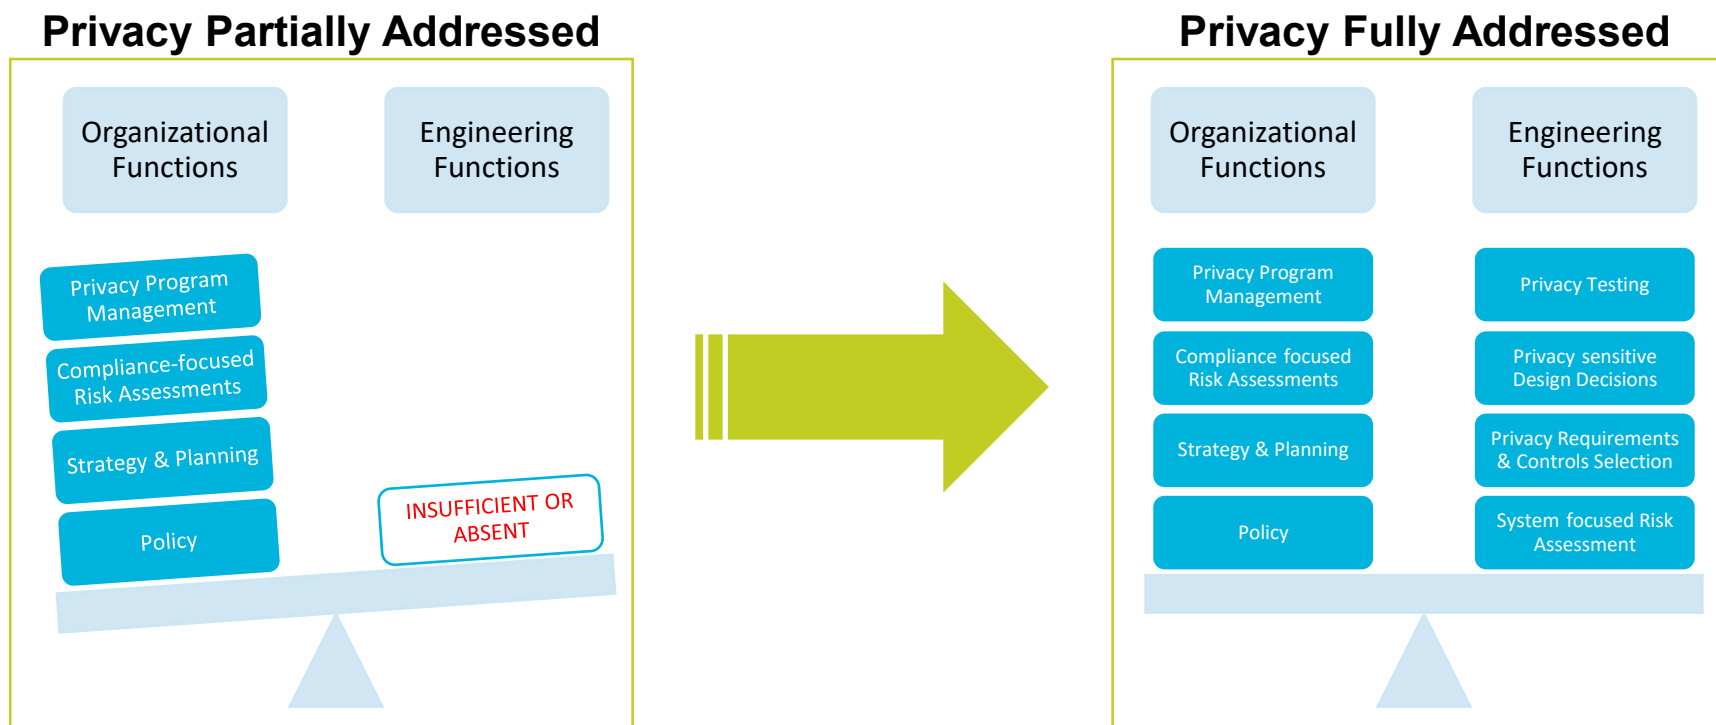 Privacy Partially Addressed
Organizational
Functions
Engineering
Functions
Privacy Program
Management
Compliance-focused
Risk Assessments
Strategy & Planning
Policy
INSUFFICIENT OR
ABSENT
Privacy Fully Addressed
Organizational
Functions
Engineering
Functions
Privacy Program
Management
Compliance focused
Risk Assessments
Strategy & Planning
Policy
Privacy Testing
Privacy sensitive
Design Decisions
Privacy Requirements
& Controls Selection
System focused Risk
Assessment